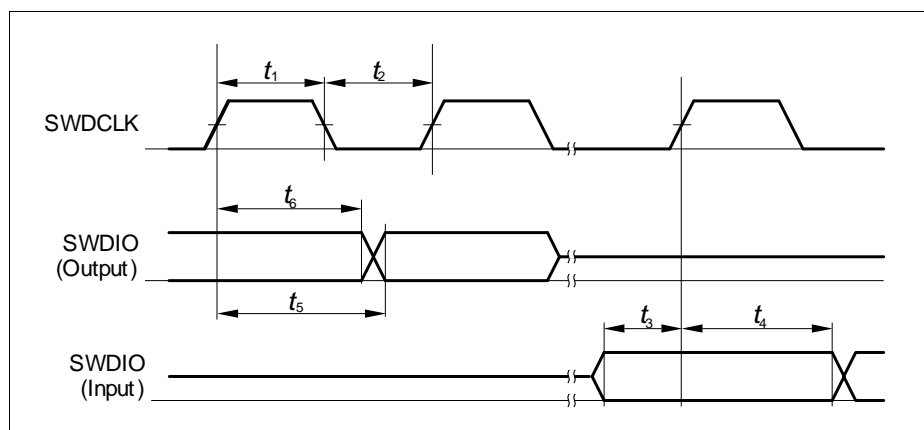 t1 t2
SWDCLK
t6
SWDIO
(Output)
t5
t3 t4
SWDIO
(Input)